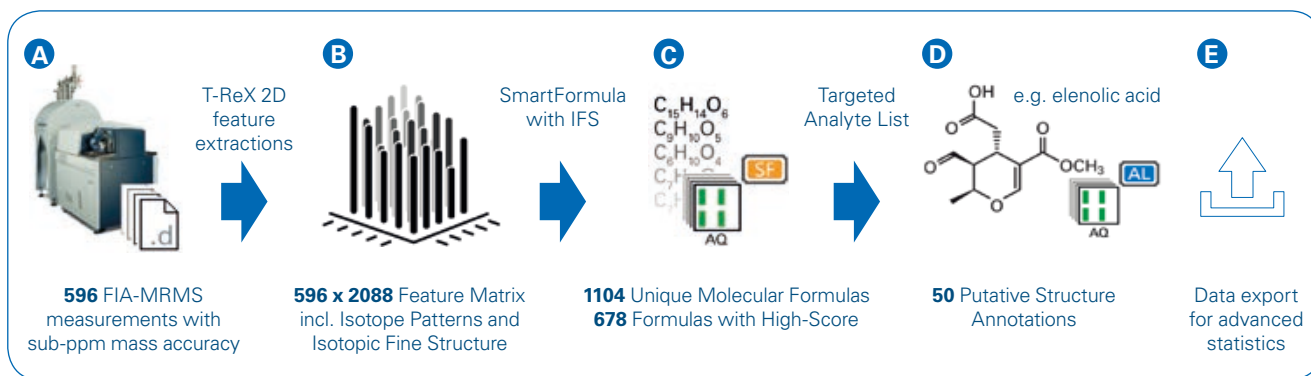 A
B
C
D
E
T-ReX 2D
feature
extractions
SmartFormula
with IFS
C15H14O6
C9H10O5
C6H10O4
SF
AQ
Targeted
Analyte List
e.g. elenolic acid
OH
O
O
O
OCH3
O
AL
AQ
.d
596 FIA-MRMS
measurements with
sub-ppm mass accuracy
596 x 2088 Feature Matrix
incl. Isotope Patterns and
Isotopic Fine Structure
1104 Unique Molecular Formulas
678 Formulas with High-Score
50 Putative Structure
Annotations
Data export
for advanced
statistics